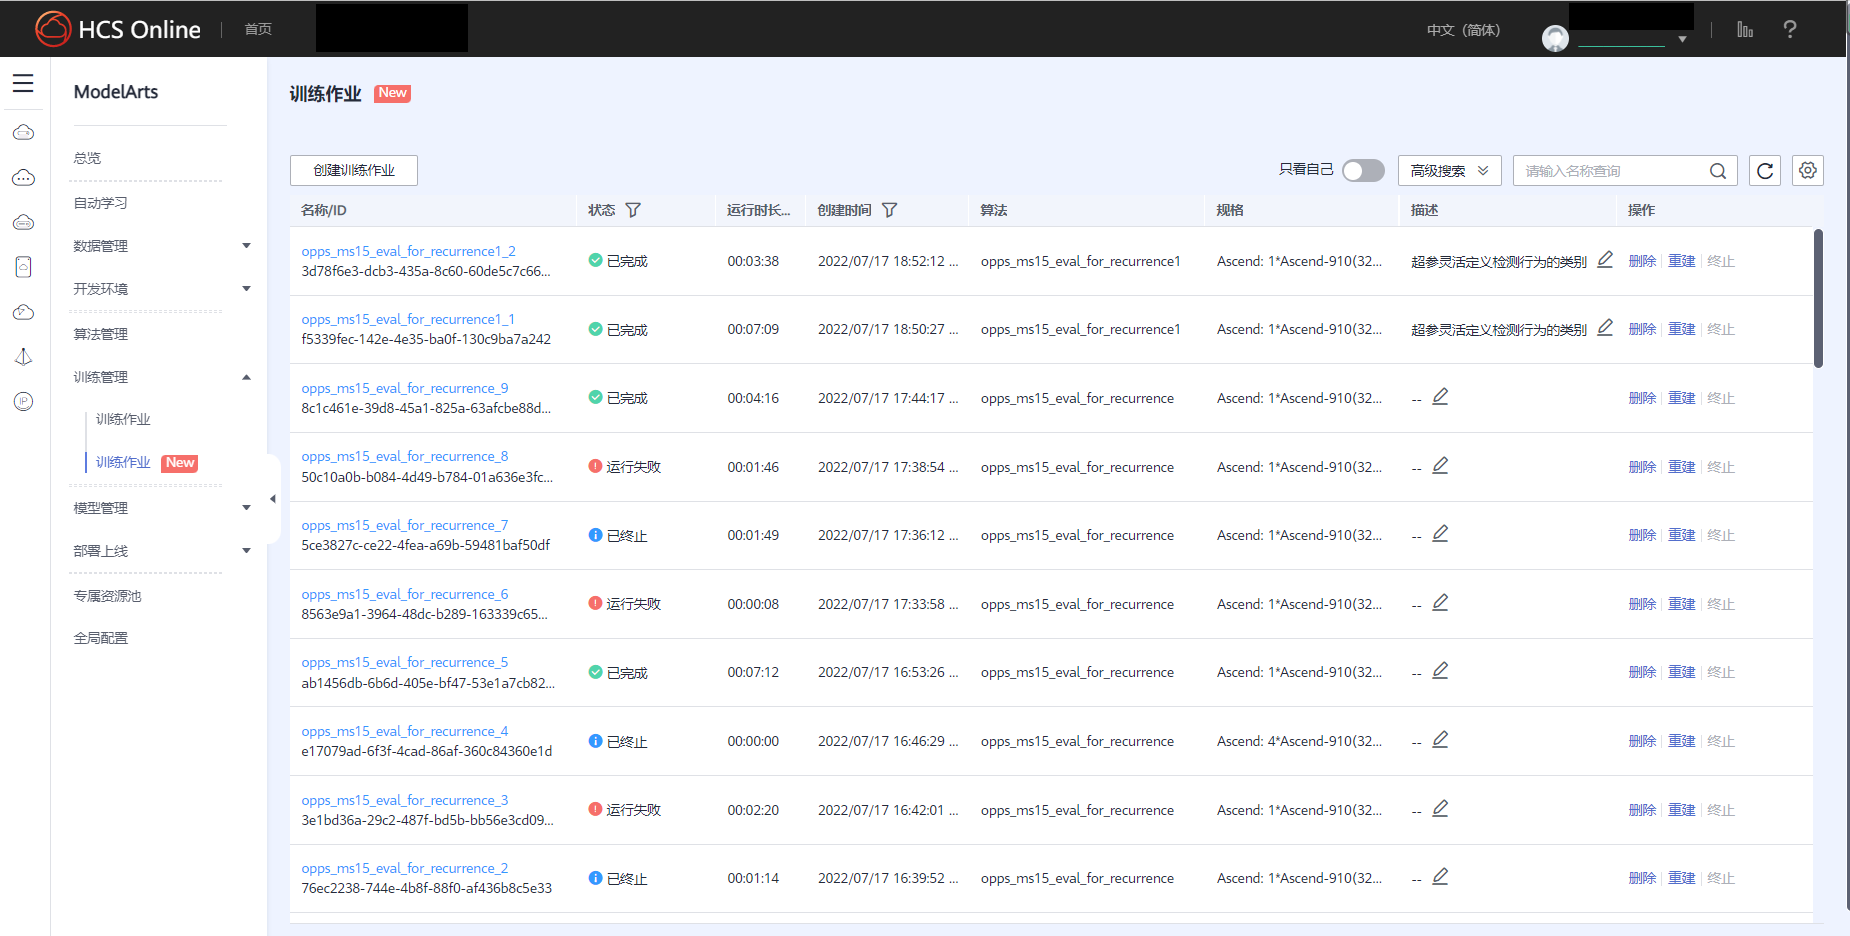 HCS Online
首页
中文（简体）
ModelArts
总览
自动学习
数据管理
开发环境
算法管理
训练管理
训练作业
训练作业 New
模型管理
部署上线
专属资源池
全局配置
训练作业 New
创建训练作业
只看自己
高级搜索
请输入名称查询
名称/ID 状态 运行时长... 创建时间 算法 规格 描述 操作
opps_ms15_eval_for_recurrence1_2
3d78f6e3-dcb3-435a-8c60-60de5c7c66...
已完成 00:03:38 2022/07/17 18:52:12 ... opps_ms15_eval_for_recurrence1 Ascend: 1*Ascend-910(32... 超参灵活定义检测行为的类别 删除 重建 终止
opps_ms15_eval_for_recurrence1_1
f5339fec-142e-4e35-ba0f-130c9ba7a242
已完成 00:07:09 2022/07/17 18:50:27 ... opps_ms15_eval_for_recurrence1 Ascend: 1*Ascend-910(32... 超参灵活定义检测行为的类别 删除 重建 终止
opps_ms15_eval_for_recurrence_9
8c1c461e-39d8-45a1-825a-63afcbe88d...
已完成 00:04:16 2022/07/17 17:44:17 ... opps_ms15_eval_for_recurrence Ascend: 1*Ascend-910(32... -- 删除 重建 终止
opps_ms15_eval_for_recurrence_8
50c10a0b-b084-4d49-b784-01a636e3fc...
运行失败 00:01:46 2022/07/17 17:38:54 ... opps_ms15_eval_for_recurrence Ascend: 1*Ascend-910(32... -- 删除 重建 终止
opps_ms15_eval_for_recurrence_7
5ce3827c-ce22-4fea-a69b-59481baf50df
已终止 00:01:49 2022/07/17 17:36:12 ... opps_ms15_eval_for_recurrence Ascend: 1*Ascend-910(32... -- 删除 重建 终止
opps_ms15_eval_for_recurrence_6
8563e9a1-3964-48dc-b289-163339c65...
运行失败 00:00:08 2022/07/17 17:33:58 ... opps_ms15_eval_for_recurrence Ascend: 1*Ascend-910(32... -- 删除 重建 终止
opps_ms15_eval_for_recurrence_5
ab1456db-6b6d-405e-bf47-53e1a7cb82...
已完成 00:07:12 2022/07/17 16:53:26 ... opps_ms15_eval_for_recurrence Ascend: 1*Ascend-910(32... -- 删除 重建 终止
opps_ms15_eval_for_recurrence_4
e17079ad-6f3f-4cad-86af-360c84360e1d
已终止 00:00:00 2022/07/17 16:46:29 ... opps_ms15_eval_for_recurrence Ascend: 4*Ascend-910(32... -- 删除 重建 终止
opps_ms15_eval_for_recurrence_3
3e1bd36a-29c2-487f-bd5b-bb56e3cd09...
运行失败 00:02:20 2022/07/17 16:42:01 ... opps_ms15_eval_for_recurrence Ascend: 1*Ascend-910(32... -- 删除 重建 终止
opps_ms15_eval_for_recurrence_2
76ec2238-744e-4b8f-88f0-af436b8c5e33
已终止 00:01:14 2022/07/17 16:39:52 ... opps_ms15_eval_for_recurrence Ascend: 1*Ascend-910(32... -- 删除 重建 终止